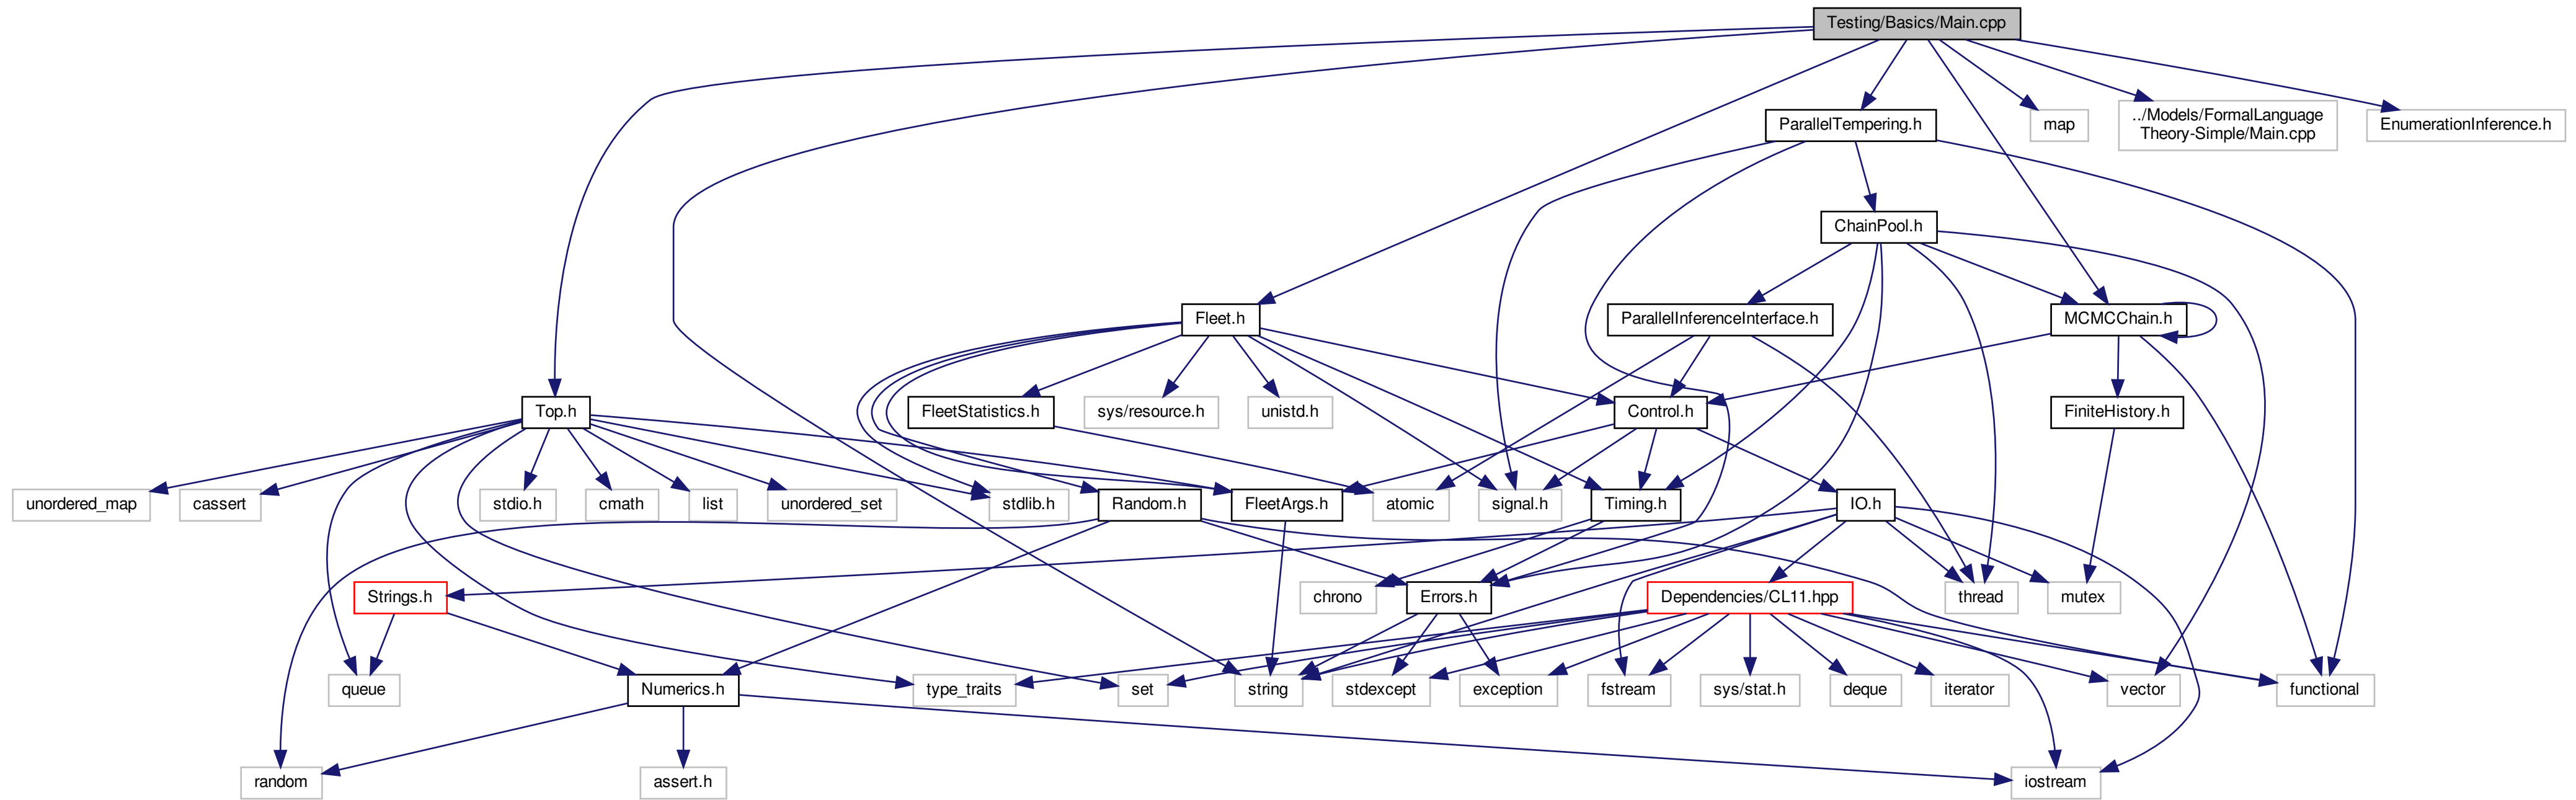 Testing/Basics/Main.cpp
ParallelTempering.h
map
../Models/FormalLanguage
Theory-Simple/Main.cpp
EnumerationInference.h
ChainPool.h
Fleet.h
ParallelInferenceInterface.h
MCMCChain.h
Top.h
FleetStatistics.h
sys/resource.h
unistd.h
Control.h
FiniteHistory.h
unordered_map
cassert
stdio.h
cmath
list
unordered_set
stdlib.h
Random.h
FleetArgs.h
atomic
signal.h
Timing.h
IO.h
Strings.h
chrono
Errors.h
Dependencies/CL11.hpp
thread
mutex
queue
Numerics.h
type_traits
set
string
stdexcept
exception
fstream
sys/stat.h
deque
iterator
vector
functional
random
assert.h
iostream